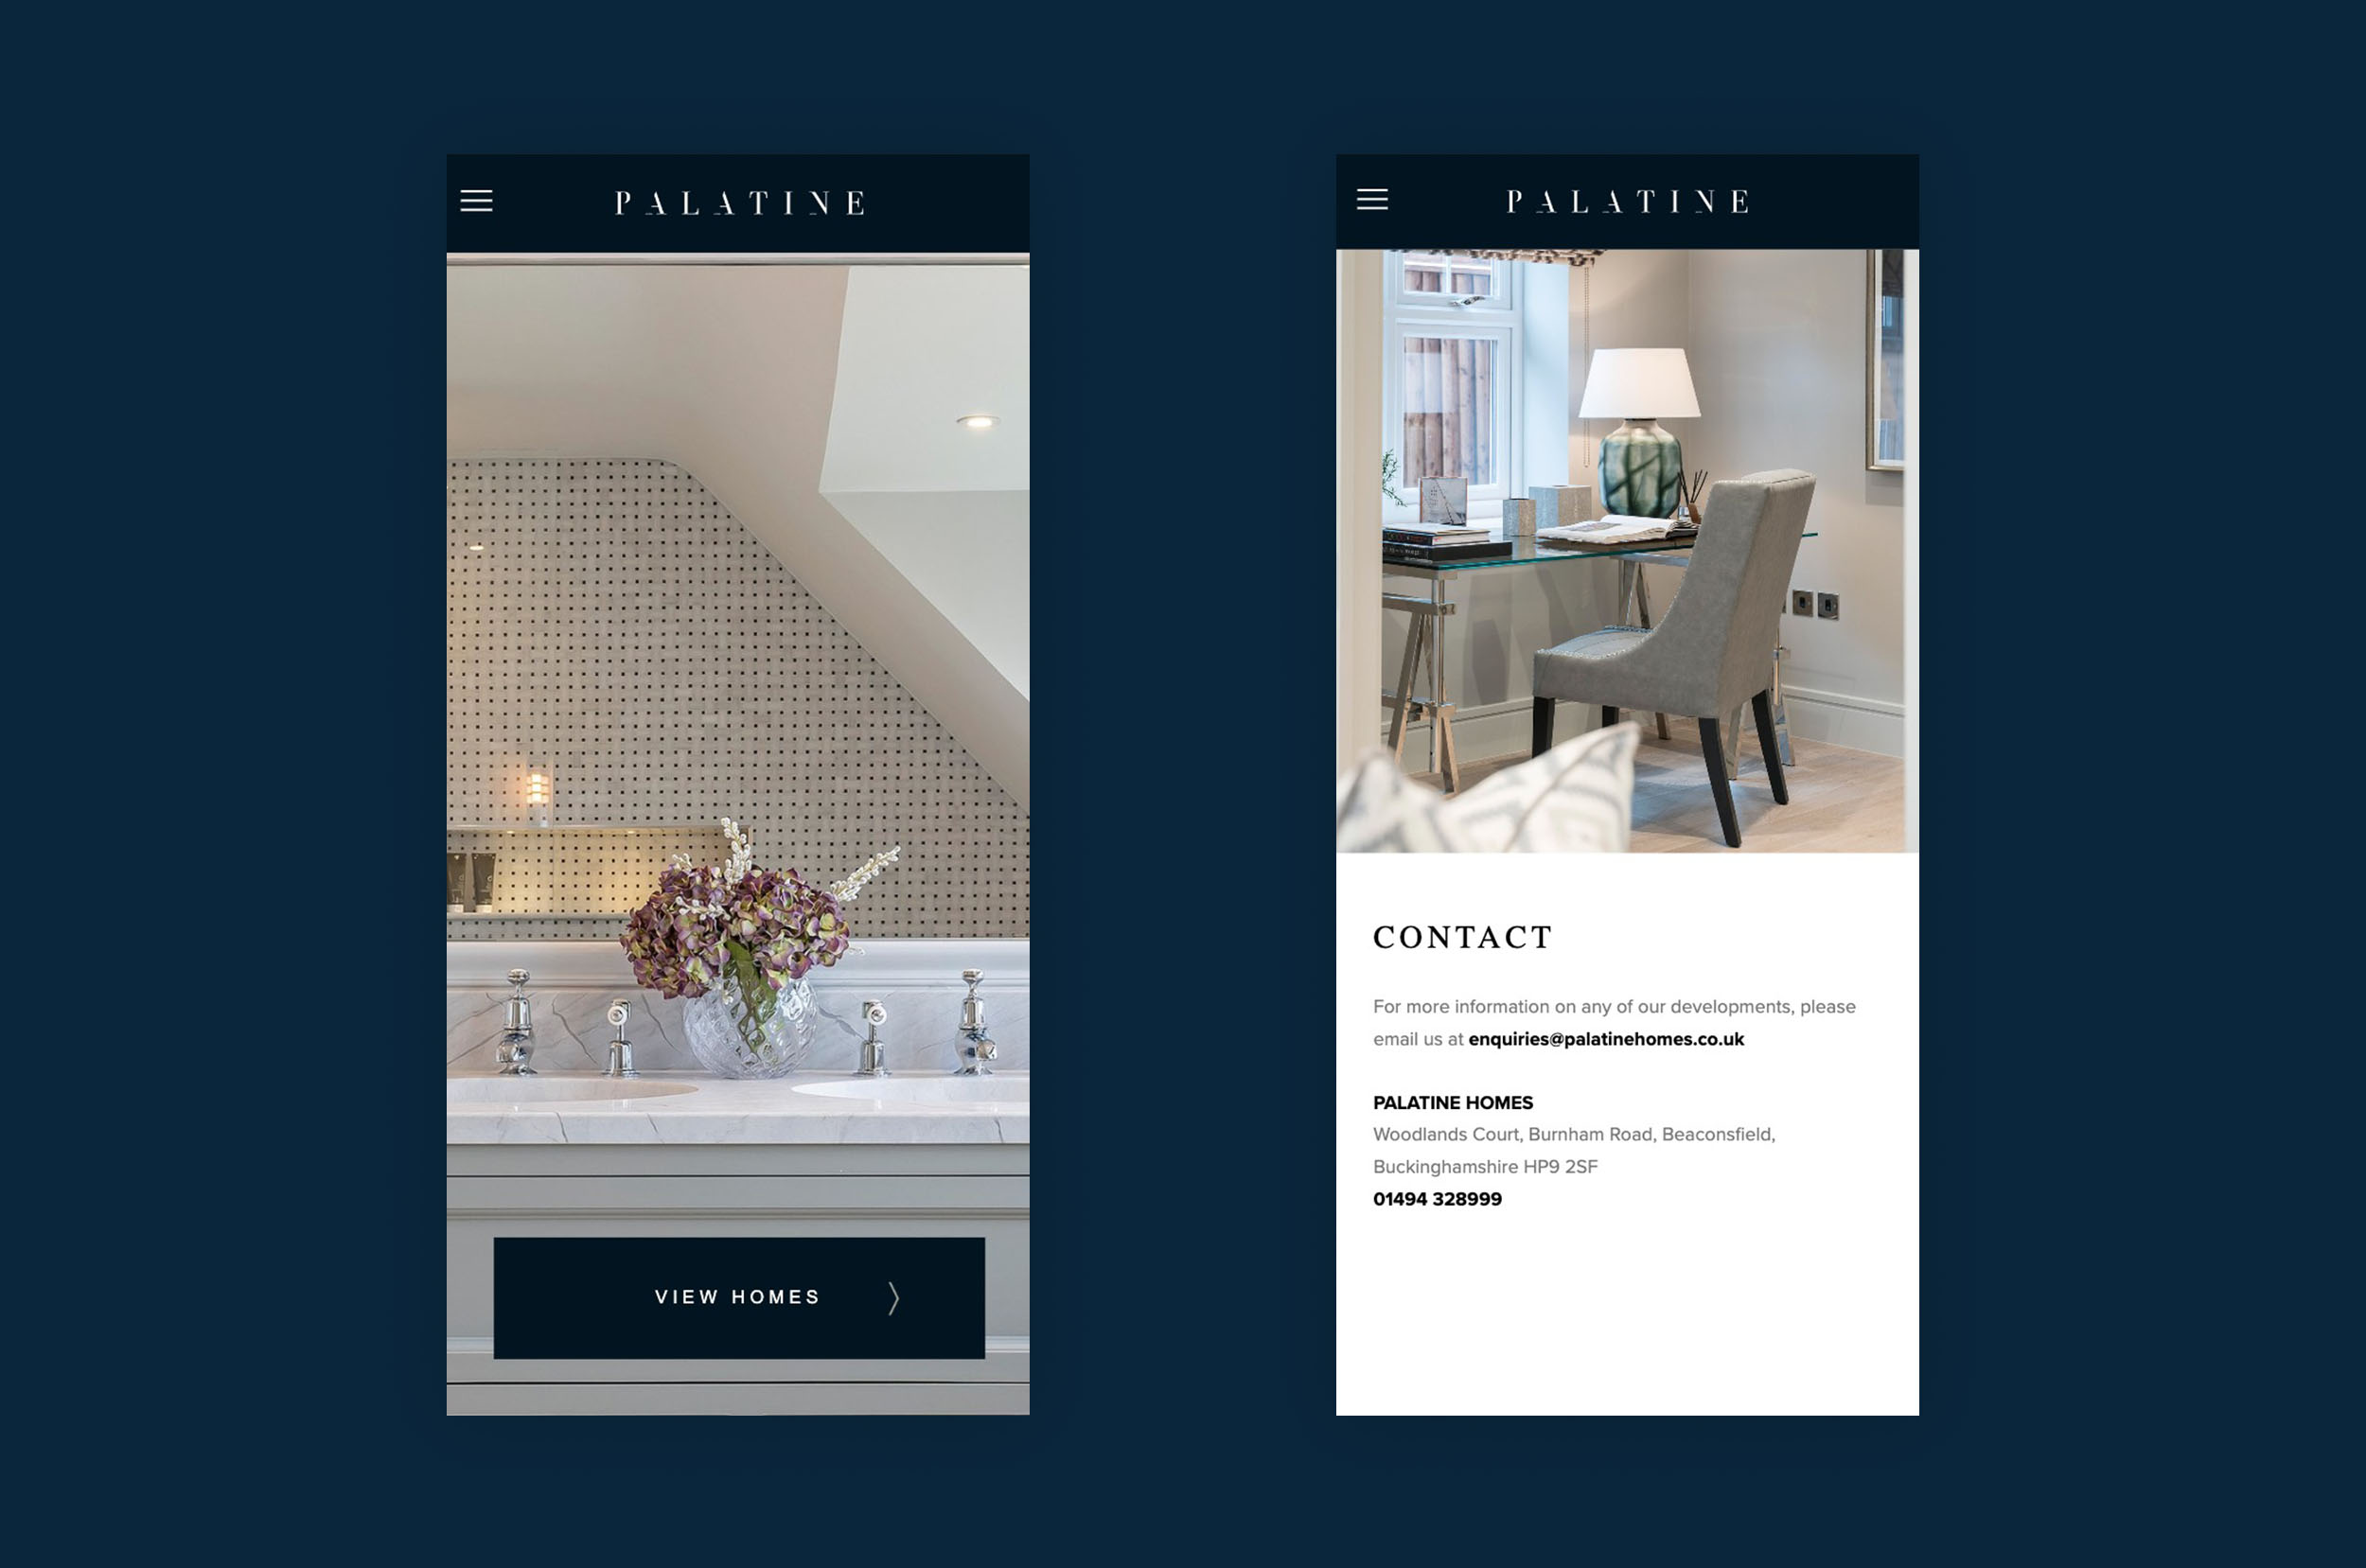 PALATINE
VIEW HOMES
PALATINE
CONTACT
For more information on any of our developments, please
email us at enquiries@palatinehomes.co.uk
PALATINE HOMES
Woodlands Court, Burnham Road, Beaconsfield,
Buckinghamshire HP9 2SF
01494 328999